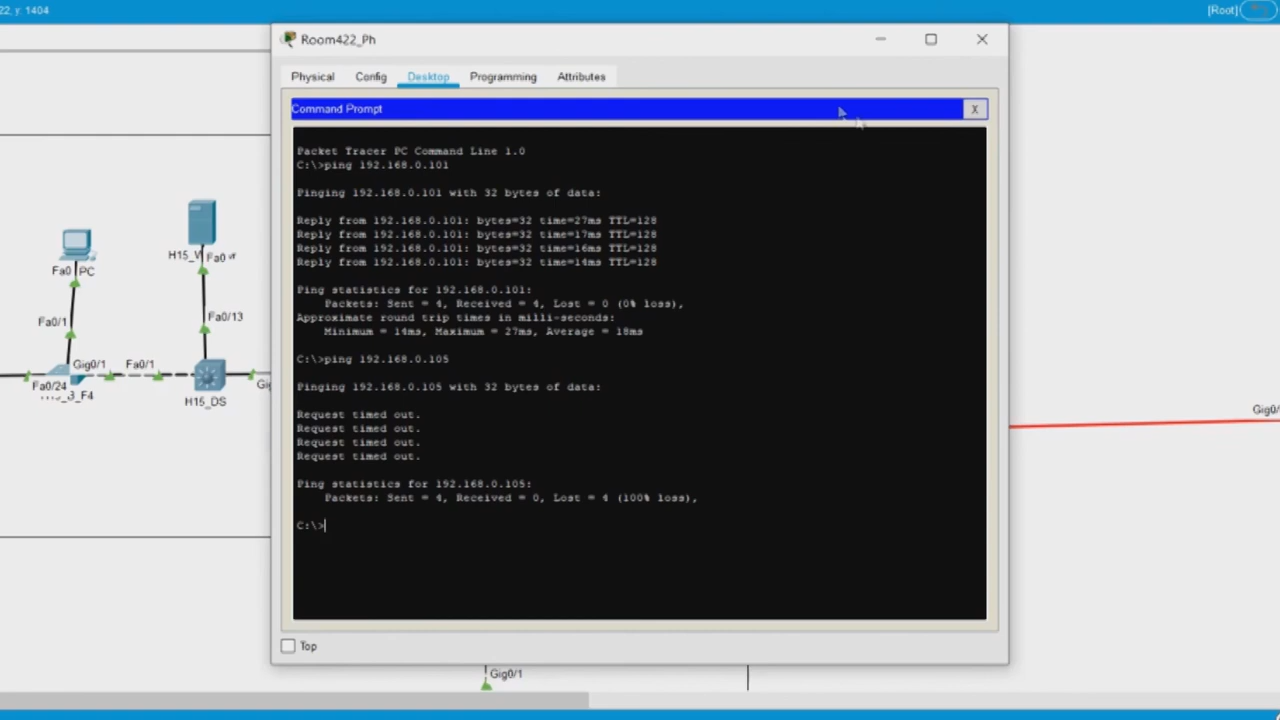 22, y: 1404
[Root]
Room422_Ph
Physical Config Desktop Programming Attributes
Command Prompt
X
Packet Tracer PC Command Line 1.0
C:\>ping 192.168.0.101
Pinging 192.168.0.101 with 32 bytes of data:
Reply from 192.168.0.101: bytes=32 time=27ms TTL=128
Reply from 192.168.0.101: bytes=32 time=17ms TTL=128
Reply from 192.168.0.101: bytes=32 time=16ms TTL=128
Reply from 192.168.0.101: bytes=32 time=14ms TTL=128
Ping statistics for 192.168.0.101:
Packets: Sent = 4, Received = 4, Lost = 0 (0% loss),
Approximate round trip times in milli-seconds:
Minimum = 14ms, Maximum = 27ms, Average = 18ms
C:\>ping 192.168.0.105
Pinging 192.168.0.105 with 32 bytes of data:
Request timed out.
Request timed out.
Request timed out.
Request timed out.
Ping statistics for 192.168.0.105:
Packets: Sent = 4, Received = 0, Lost = 4 (100% loss),
C:\>
Top
Fa0 PC
Fa0
Fa0/1
Fa0/13
Gig0/1
Fa0/1
Fa0/24
H15_DS
Gig0/1